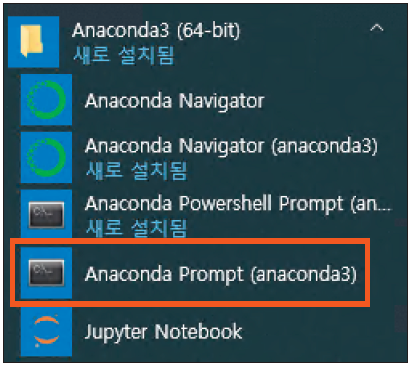 Anaconda3 (64-bit)
새로 설치됨
Anaconda Navigator
Anaconda Navigator (anaconda3)
새로 설치됨
Anaconda Powershell Prompt (an...
새로 설치됨
Anaconda Prompt (anaconda3)
Jupyter Notebook